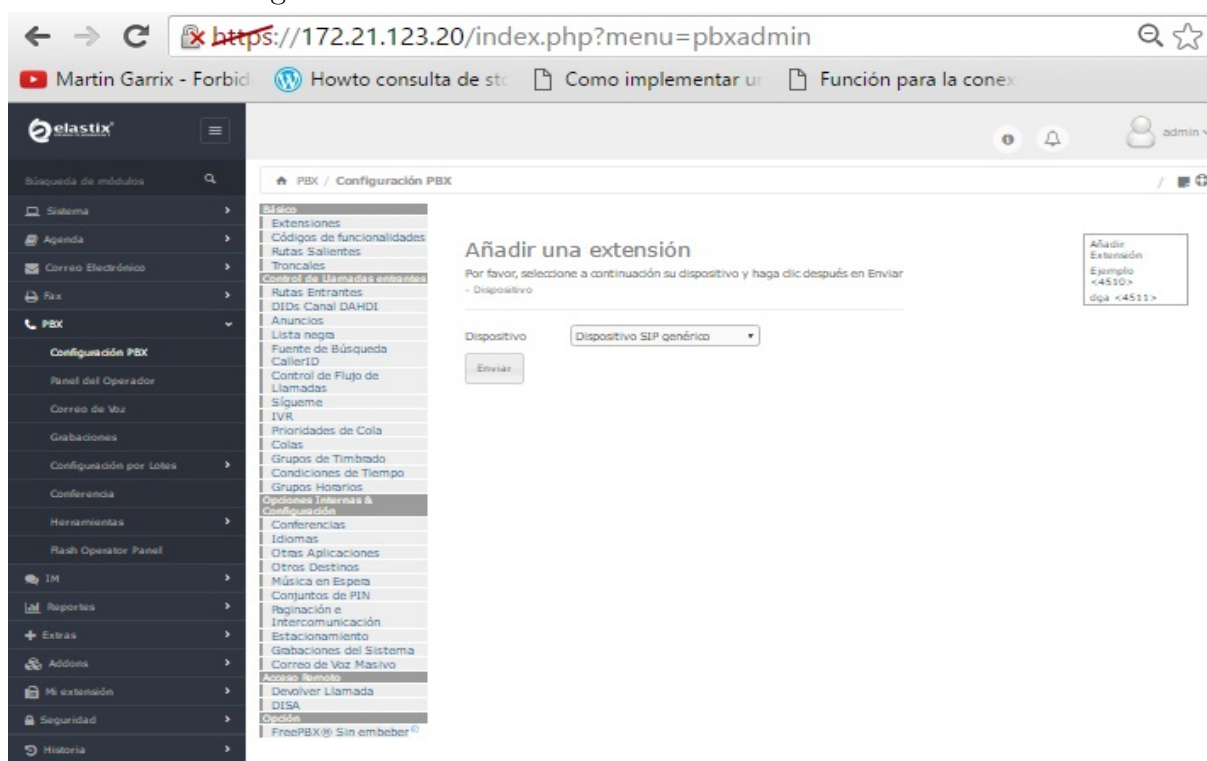 https://172.21.123.20/index.php?menu=pbxadmin
Martin Garrix - Forbid
Howto consulta de sto
Como implementar un
Función para la conex
elastix
admin
Búsqueda de módulos
PBX / Configuración PBX
/
Sistema
Agenda
Correo Electrónico
Fax
PBX
Configuración PBX
Panel del Operador
Correo de Voz
Grabaciones
Configuración por Lotes
Conferencia
Herramientas
Flash Operator Panel
IM
Reportes
Extras
Addons
Mi extensión
Seguridad
Historia
Básico
Extensiones
Códigos de funcionalidades
Rutas Salientes
Troncales
Control de Llamadas entrantes
Rutas Entrantes
DIDs Canal DAHDI
Anuncios
Lista negra
Fuente de Búsqueda
CallerID
Control de Flujo de
Llamadas
Sígueme
IVR
Prioridades de Cola
Colas
Grupos de Timbrado
Condiciones de Tiempo
Grupos Horarios
Opciones Internas &
Configuración
Conferencias
Idiomas
Otras Aplicaciones
Otros Destinos
Música en Espera
Conjuntos de PIN
Paginación e
Intercomunicación
Estacionamiento
Grabaciones del Sistema
Correo de Voz Masivo
Acceso Remoto
Devolver Llamada
DISA
Opción
FreePBX® Sin embeber
Añadir una extensión
Por favor, seleccione a continuación su dispositivo y haga clic después en Enviar
- Dispositivo
Dispositivo
Dispositivo SIP genérico
Enviar
Añadir
Extensión
Ejemplo
<4510>
dga <4511>